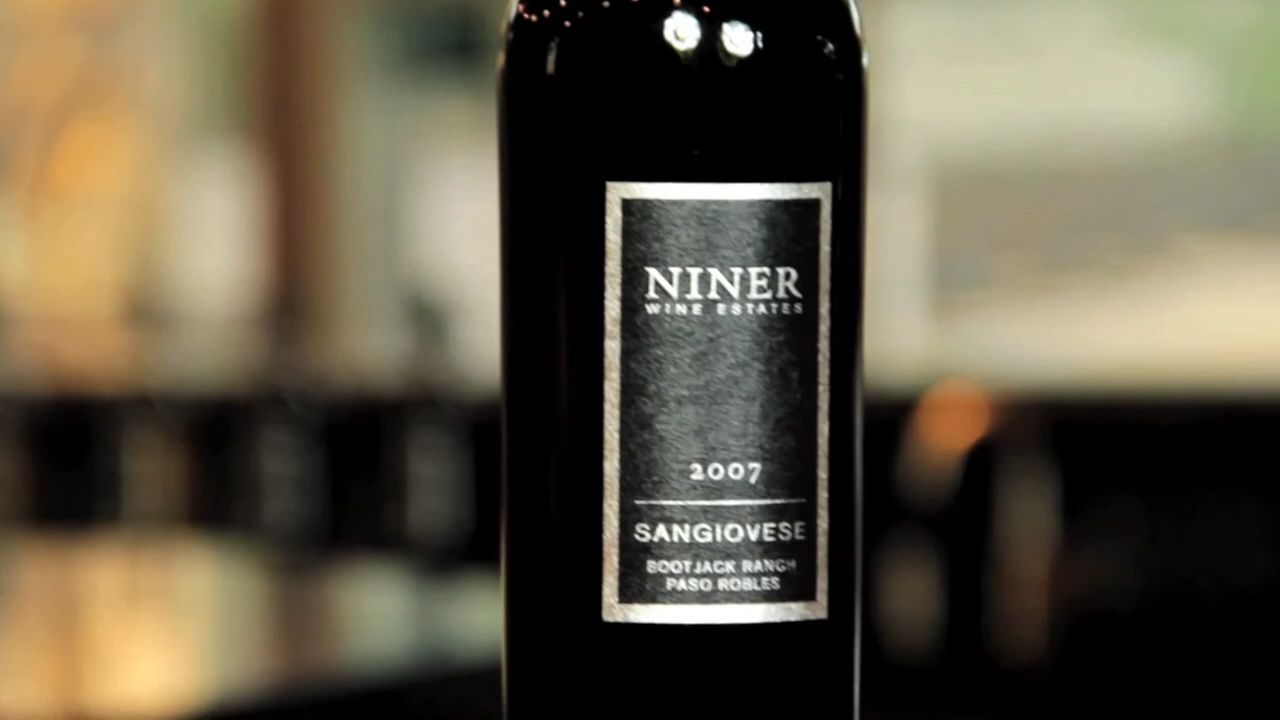 NINER
WINE ESTATES
2007
SANGIOVESE
BOOTJACK RANCH
PASO ROBLES